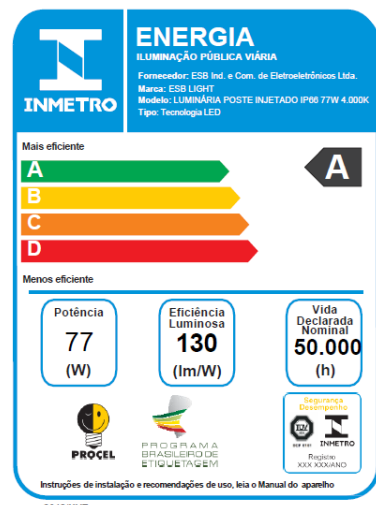 ENERGIA
ILUMINAÇÃO PÚBLICA VIÁRIA
Fornecedor: ESB Ind. e Com. de Eletroeletrônicos Ltda.
Marca: ESB LIGHT
Modelo: LUMINÁRIA POSTE INJETADO IP66 77W 4.000K
Tipo: Tecnologia LED
INMETRO
Mais eficiente
A
A
B
C
D
Menos eficiente
Potência
77
(W)
Eficiência
Luminosa
130
(lm/W)
Vida
Declarada
Nominal
50.000
(h)
PROCEL
PROGRAMA
BRASILEIRO DE
ETIQUETAGEM
Segurança
Desempenho
INMETRO
Registro
XXX XXX/ANO
Instruções de instalação e recomendações de uso, leia o Manual do aparelho